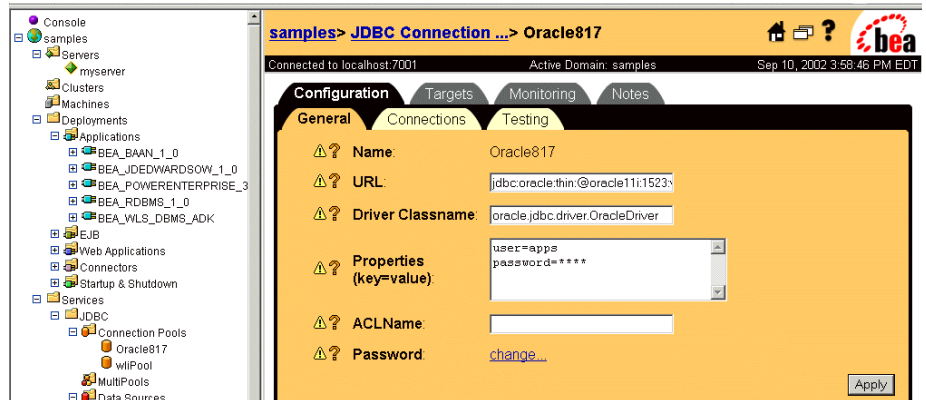 Console
samples
Servers
myserver
Clusters
Machines
Deployments
Applications
BEA_BAAN_1_0
BEA_JDEDWARDSOW_1_0
BEA_POWERENTERPRISE_3
BEA_RDBMS_1_0
BEA_WLS_DBMS_ADK
EJB
Web Applications
Connectors
Startup & Shutdown
Services
JDBC
Connection Pools
Oracle817
wliPool
MultiPools
Data Sources
samples> JDBC Connection ...> Oracle817
? bea
Connected to localhost:7001 Active Domain: samples Sep 10, 2002 3:58:46 PM EDT
Configuration Targets Monitoring Notes
General Connections Testing
? Name: Oracle817
? URL: jdbc:oracle:thin:@oracle11i:1523:
? Driver Classname: oracle.jdbc.driver.OracleDriver
? Properties (key=value):
user=apps
password=****
? ACLName:
? Password: change...
Apply